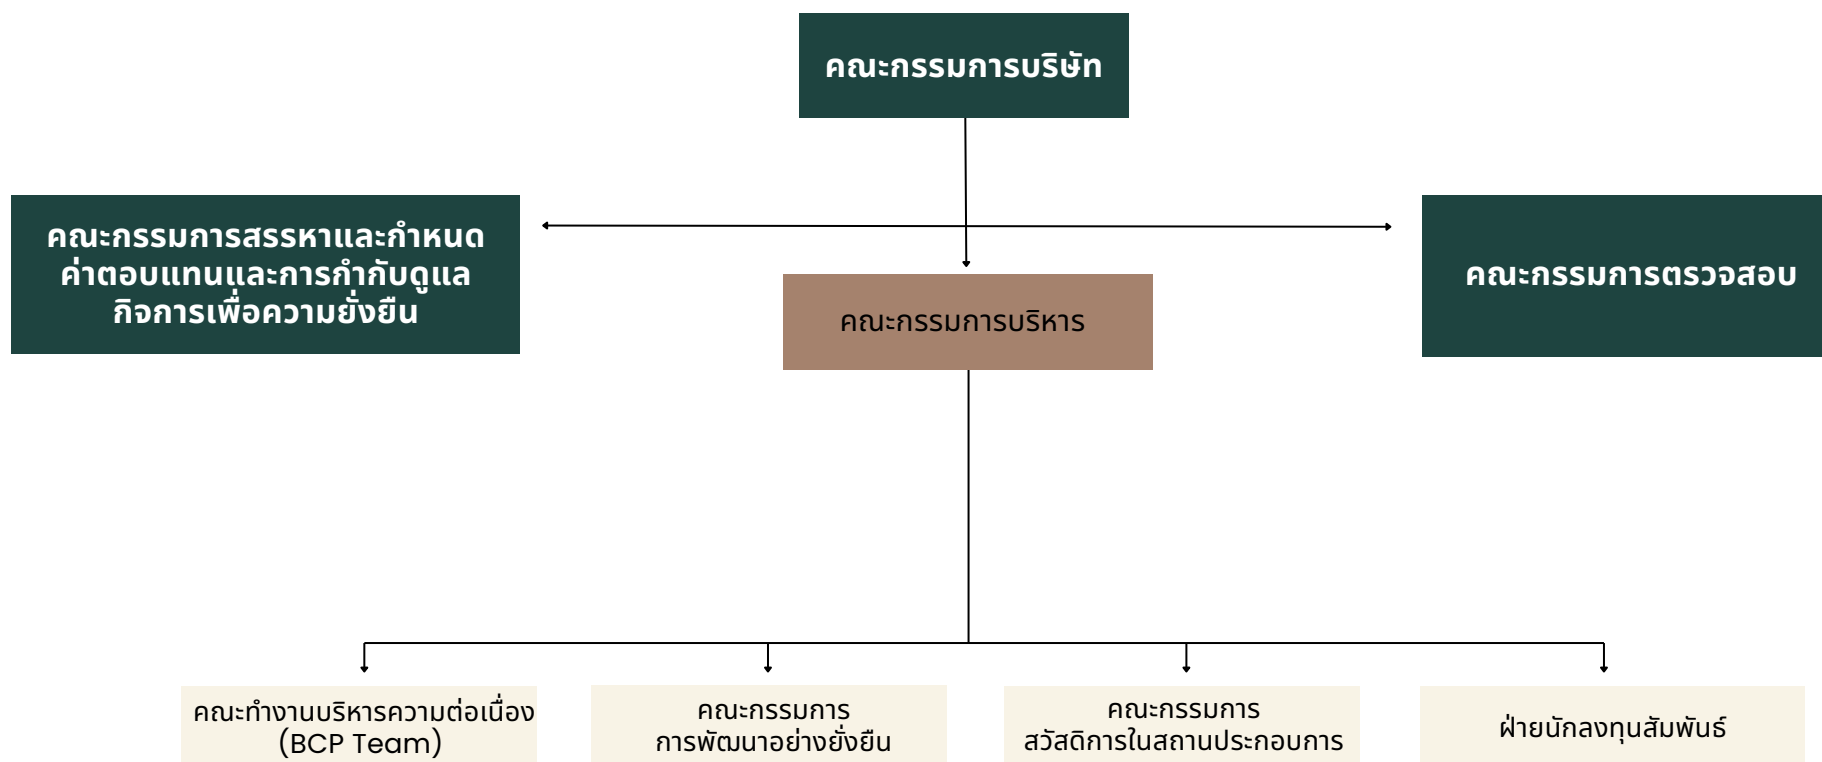 คณะกรรมการบริษัท
คณะกรรมการสรรหาและกำหนด
ค่าตอบแทนและการกำกับดูแล
กิจการเพื่อความยั่งยืน
คณะกรรมการบริหาร
คณะกรรมการตรวจสอบ
คณะทำงานบริหารความต่อเนื่อง
(BCP Team)
คณะกรรมการ
การพัฒนาอย่างยั่งยืน
คณะกรรมการ
สวัสดิการในสถานประกอบการ
ฝ่ายนักลงทุนสัมพันธ์